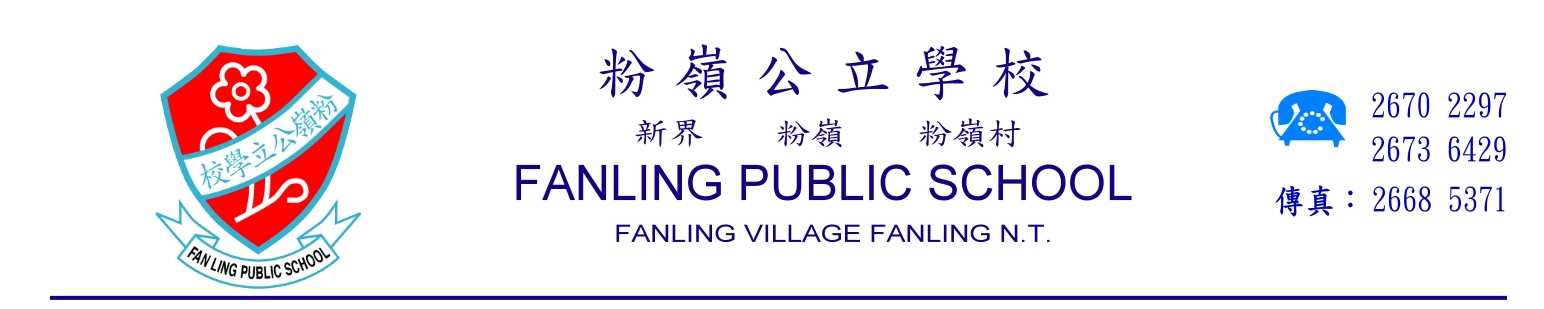 粉嶺公立學校
FAN LING PUBLIC SCHOOL
粉嶺公立學校
新界 粉嶺 粉嶺村
FANLING PUBLIC SCHOOL
FANLING VILLAGE FANLING N.T.
2670 2297
2673 6429
傳真：2668 5371